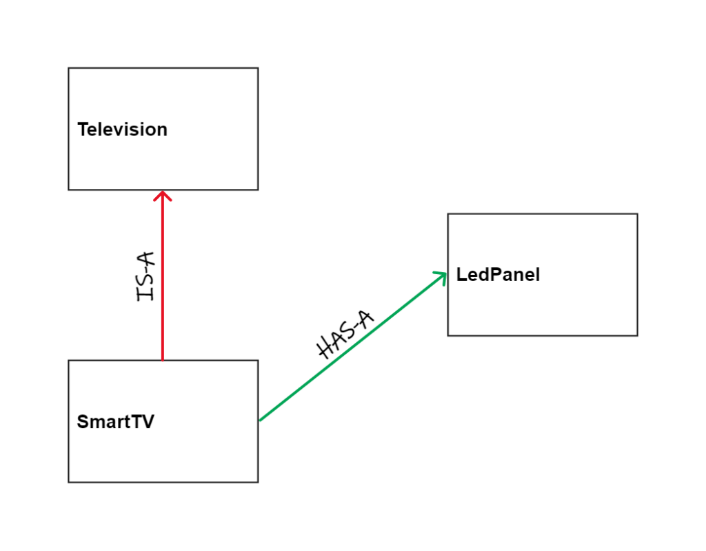 Television
IS-A
LedPanel
HAS-A
SmartTV